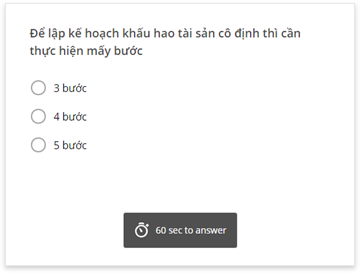 Để lập kế hoạch khấu hao tài sản cô định thì cần
thực hiện mấy bước
3 bước
4 bước
5 bước
60 sec to answer